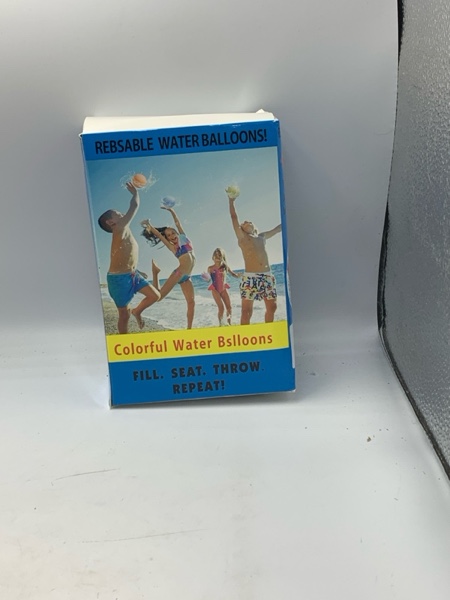 REBSABLE WATER BALLOONS!
Colorful Water Bslloons
FILL. SEAT. THROW.
REPEAT!